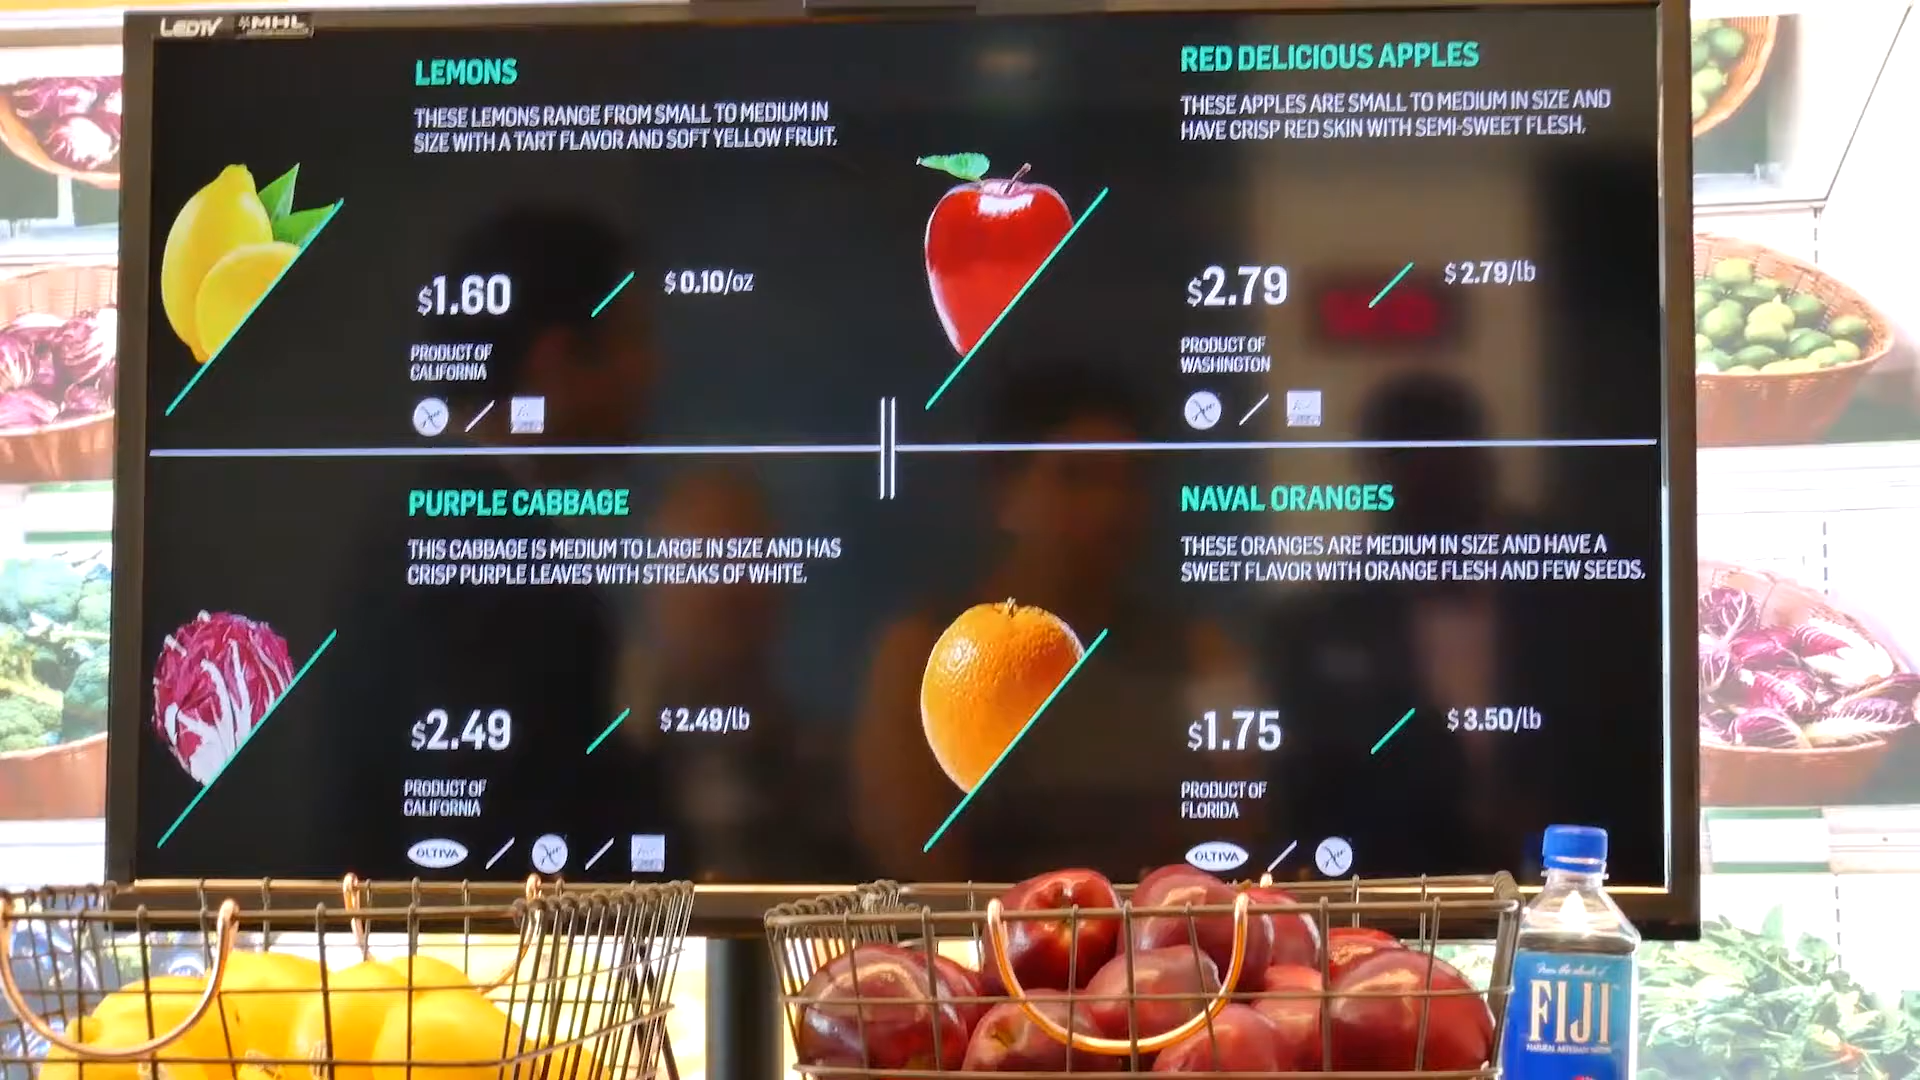 LED TV MHL
LEMONS
THESE LEMONS RANGE FROM SMALL TO MEDIUM IN
SIZE WITH A TART FLAVOR AND SOFT YELLOW FRUIT.
$1.60
$0.10/oz
PRODUCT OF
CALIFORNIA
RED DELICIOUS APPLES
THESE APPLES ARE SMALL TO MEDIUM IN SIZE AND
HAVE CRISP RED SKIN WITH SEMI-SWEET FLESH.
$2.79
$2.79/lb
PRODUCT OF
WASHINGTON
PURPLE CABBAGE
THIS CABBAGE IS MEDIUM TO LARGE IN SIZE AND HAS
CRISP PURPLE LEAVES WITH STREAKS OF WHITE.
$2.49
$2.49/lb
PRODUCT OF
CALIFORNIA
OLTIVA
NAVAL ORANGES
THESE ORANGES ARE MEDIUM IN SIZE AND HAVE A
SWEET FLAVOR WITH ORANGE FLESH AND FEW SEEDS.
$1.75
$3.50/lb
PRODUCT OF
FLORIDA
OLTIVA
FIJI